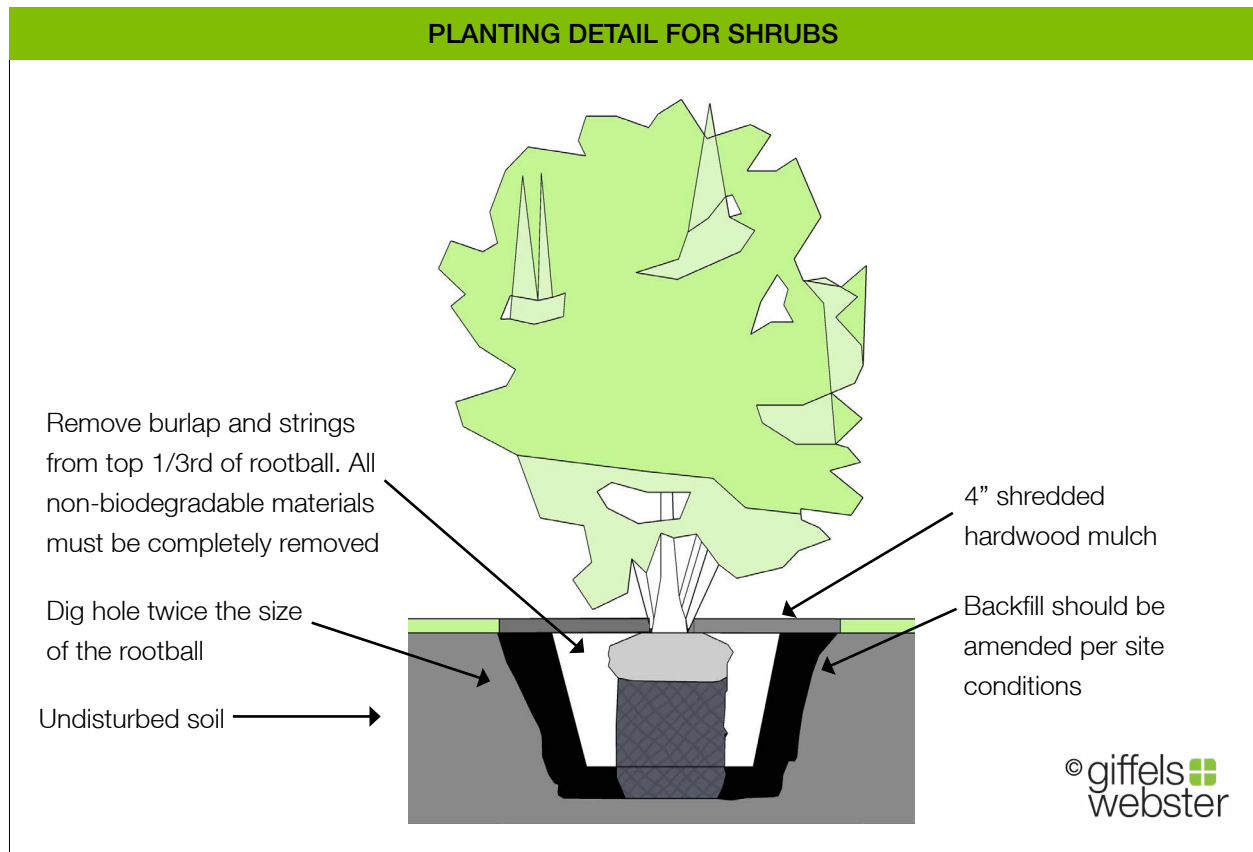 PLANTING DETAIL FOR SHRUBS
Remove burlap and strings
from top 1/3rd of rootball. All
non-biodegradable materials
must be completely removed
Dig hole twice the size
of the rootball
Undisturbed soil
4” shredded
hardwood mulch
Backfill should be
amended per site
conditions
© giffels
webster